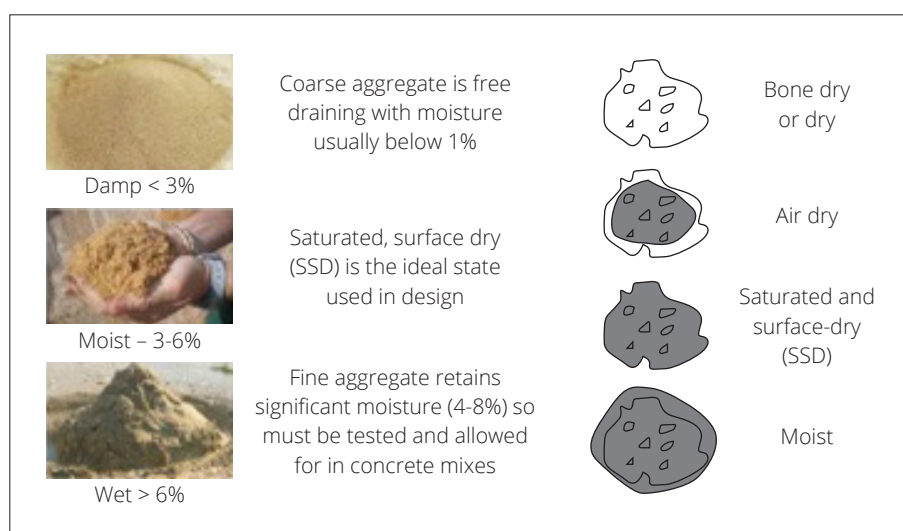 Damp < 3%
Moist – 3-6%
Wet > 6%
Coarse aggregate is free
draining with moisture
usually below 1%
Saturated, surface dry
(SSD) is the ideal state
used in design
Fine aggregate retains
significant moisture (4-8%) so
must be tested and allowed
for in concrete mixes
Bone dry
or dry
Air dry
Saturated and
surface-dry
(SSD)
Moist